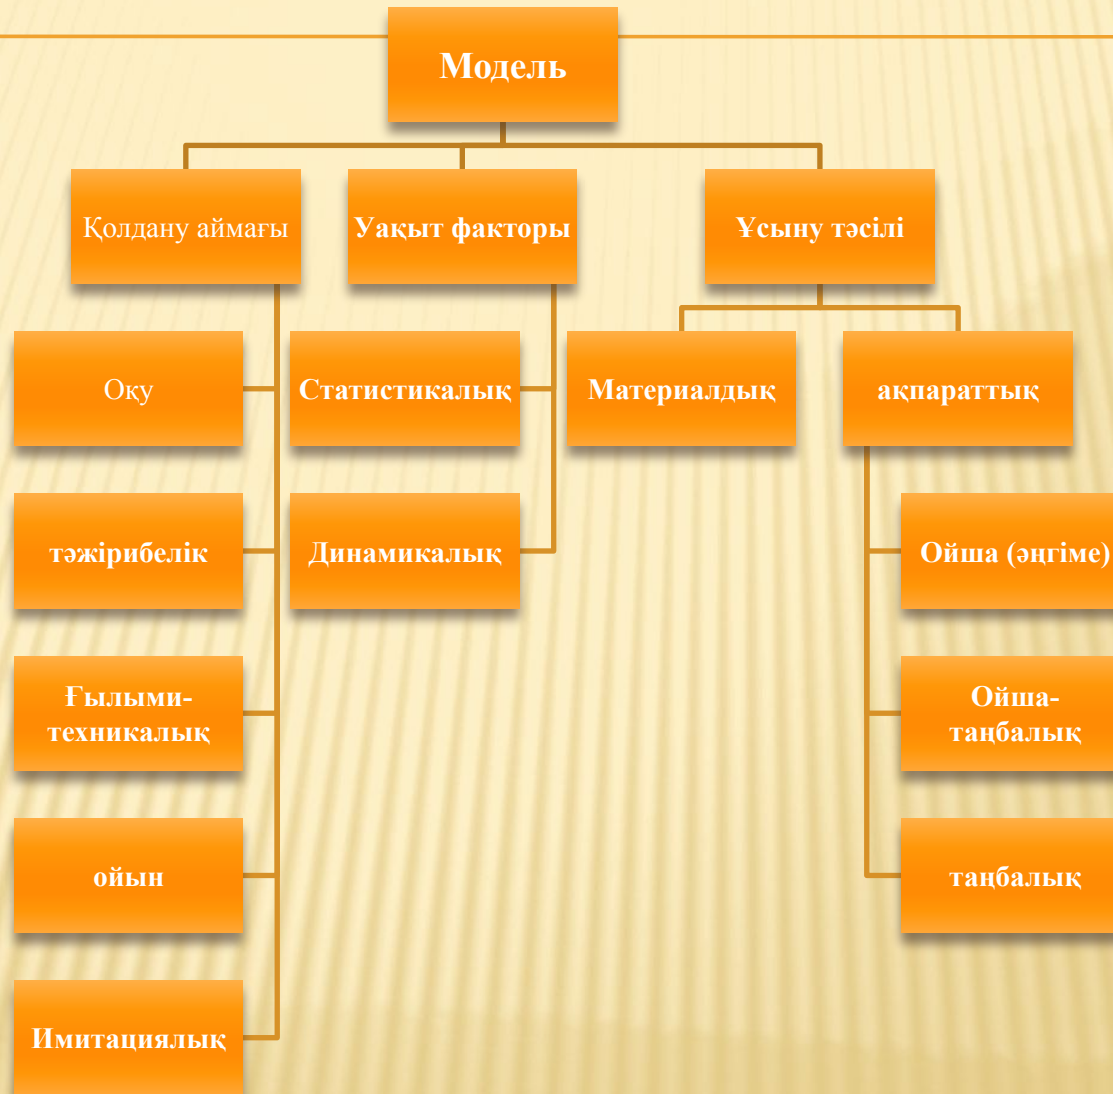 Модель
Қолдану аймағы
Уақыт факторы
Ұсыну тәсілі
Оқу
Статистикалық
Материалдық
ақпараттық
тәжірибелік
Динамикалық
Ойша (әңгіме)
Ғылыми-
техникалық
Ойша-
таңбалық
ойын
таңбалық
Имитациялық